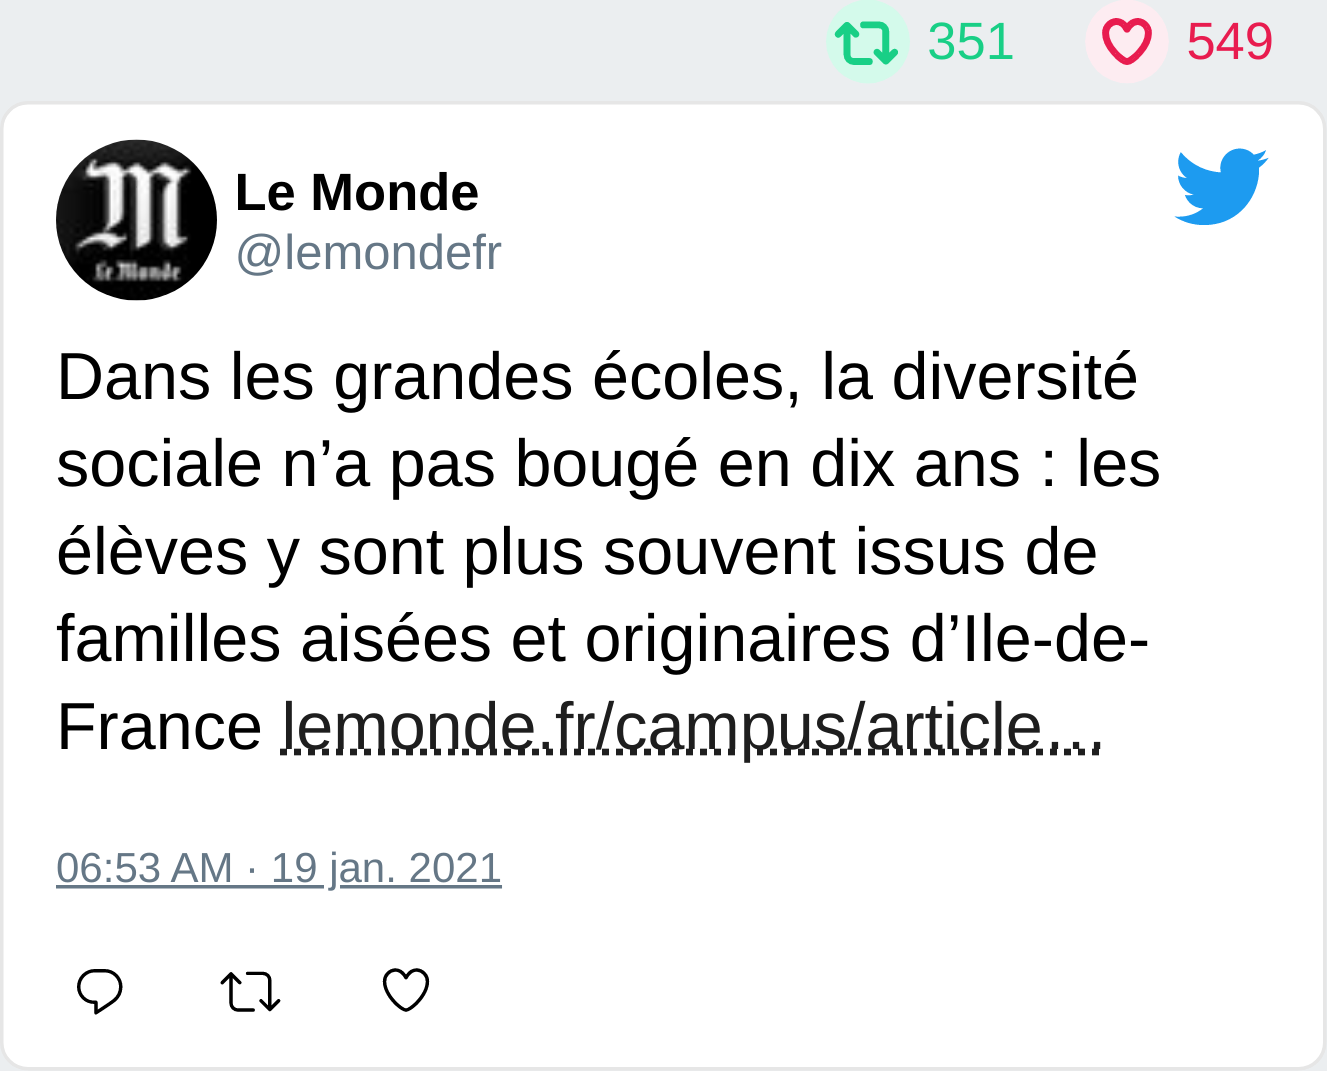 351 549
Le Monde
Le Monde
@lemondefr
Dans les grandes écoles, la diversité
sociale n’a pas bougé en dix ans : les
élèves y sont plus souvent issus de
familles aisées et originaires d’Ile-de-
France lemonde.fr/campus/article…
06:53 AM · 19 jan. 2021